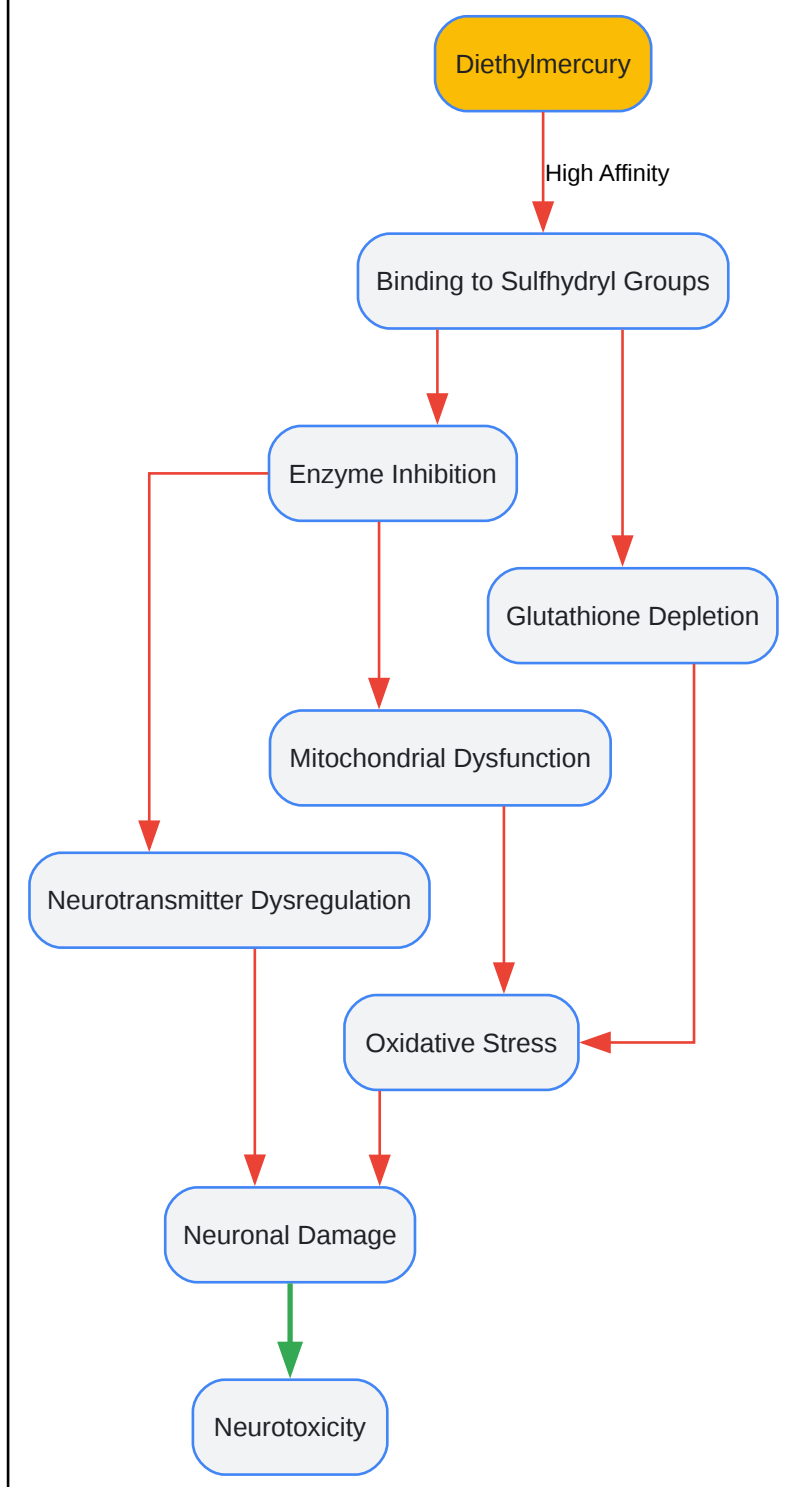 Diethylmercury
High Affinity
Binding to Sulfhydryl Groups
Enzyme Inhibition
Glutathione Depletion
Mitochondrial Dysfunction
Neurotransmitter Dysregulation
Oxidative Stress
Neuronal Damage
Neurotoxicity